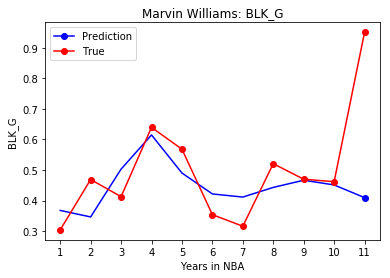 Marvin Williams: BLK_G
Prediction
True
0.9
0.8
0.7
0.6
0.5
0.4
0.3
BLK_G
1 2 3 4 5 6 7 8 9 10 11
Years in NBA